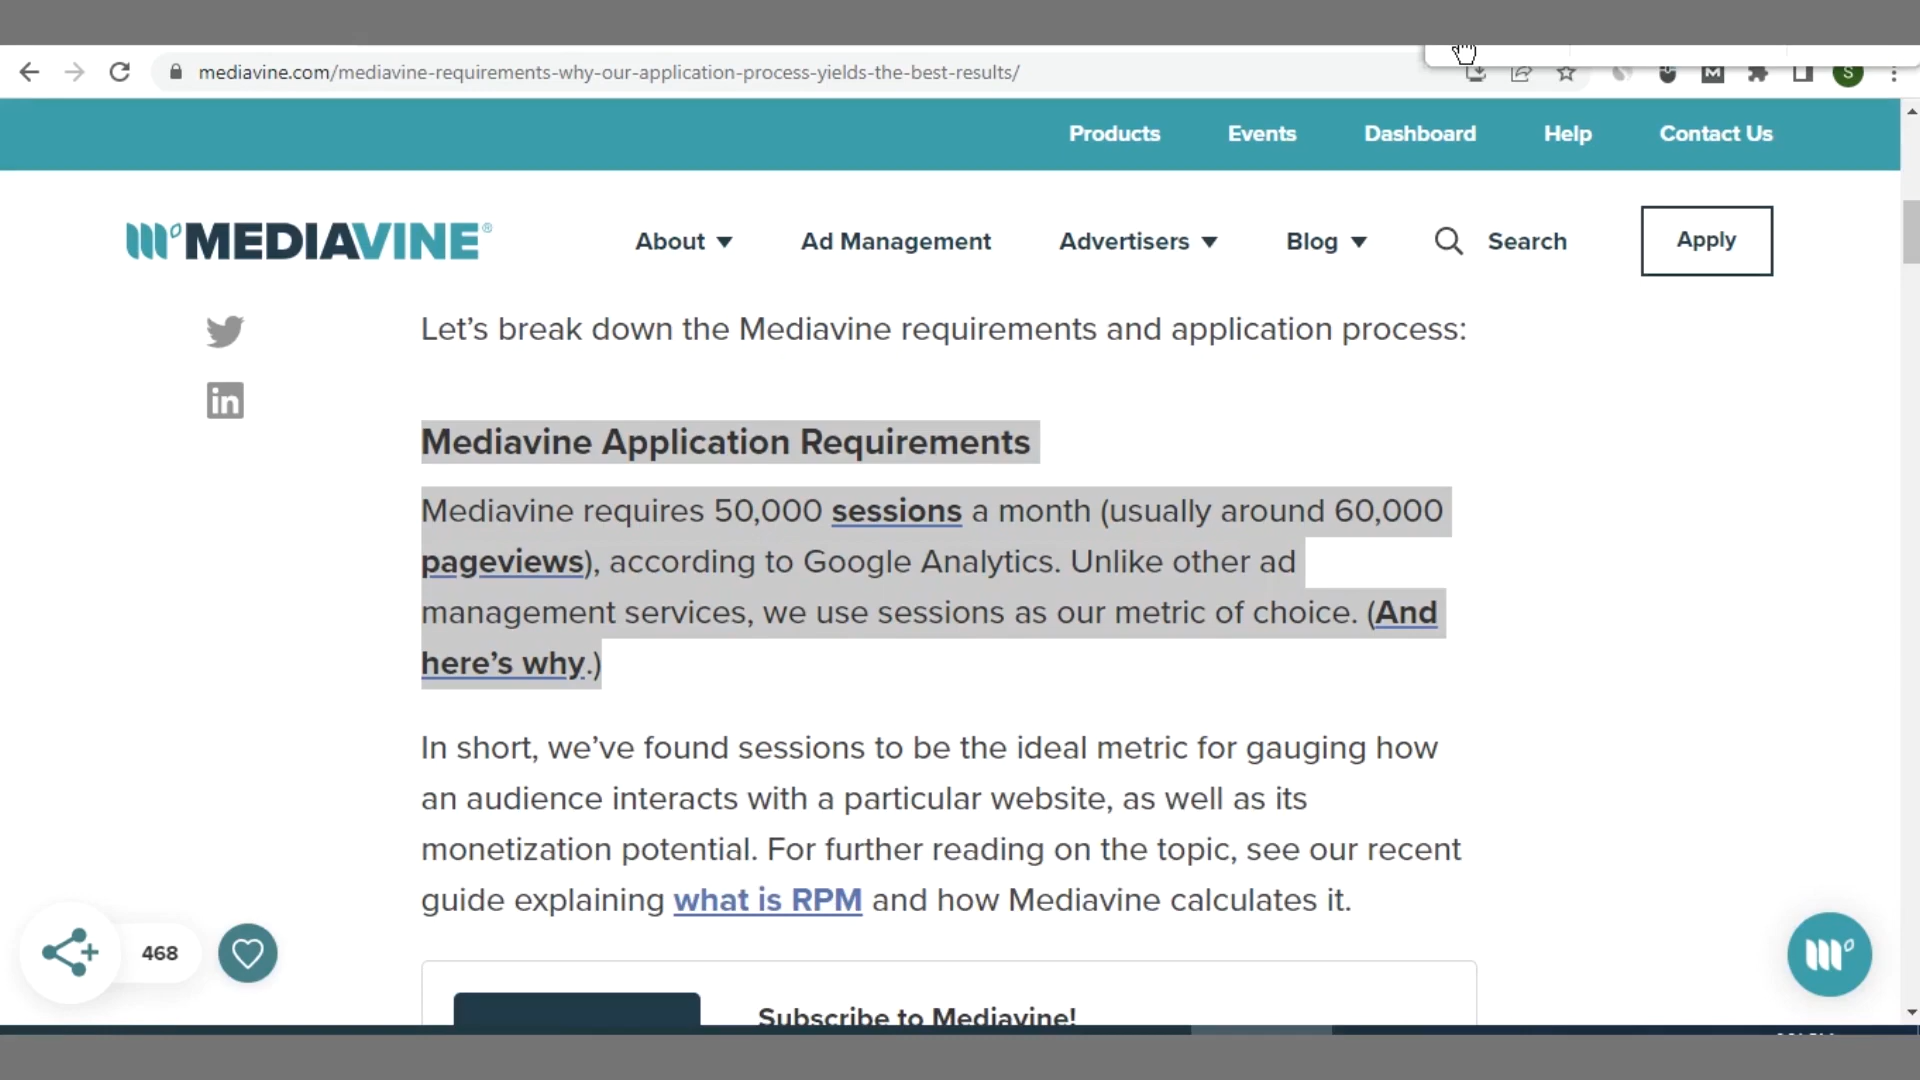 mediavine.com/mediavine-requirements-why-our-application-process-yields-the-best-results/
M
S
Products Events Dashboard Help Contact Us
MEDIAVINE®
About Ad Management Advertisers Blog Search Apply
Let’s break down the Mediavine requirements and application process:
in
Mediavine Application Requirements
Mediavine requires 50,000 sessions a month (usually around 60,000
pageviews), according to Google Analytics. Unlike other ad
management services, we use sessions as our metric of choice. (And
here’s why.)
In short, we’ve found sessions to be the ideal metric for gauging how
an audience interacts with a particular website, as well as its
monetization potential. For further reading on the topic, see our recent
guide explaining what is RPM and how Mediavine calculates it.
468
Subscribe to Mediavine!